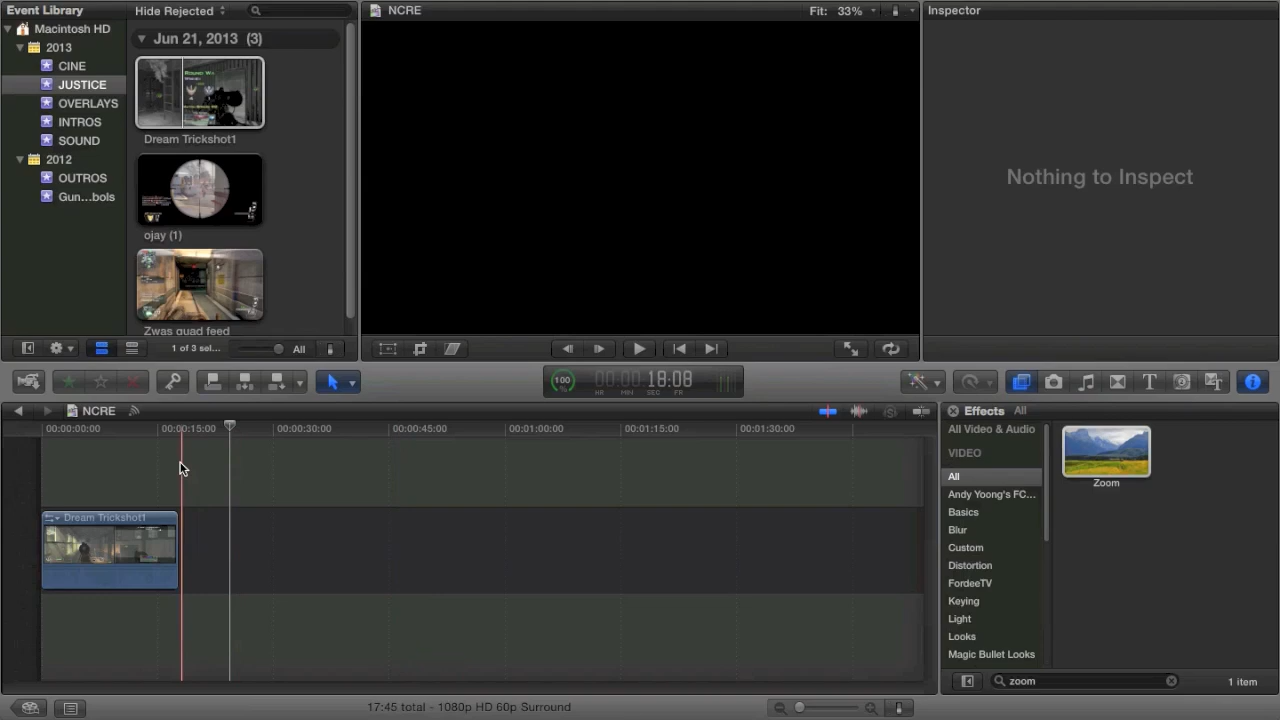 Event Library
Hide Rejected
NCRE
Fit: 33%
Inspector
Macintosh HD
2013
CINE
JUSTICE
OVERLAYS
INTROS
SOUND
2012
OUTROS
Gun...bols
Jun 21, 2013 (3)
Dream Trickshot1
ojay (1)
Zwas quad feed
Nothing to Inspect
1 of 3 sel...
All
100
%
00:00:18:08
HR MIN SEC FR
NCRE
00:00:00:00
00:00:15:00
00:00:30:00
00:00:45:00
00:01:00:00
00:01:15:00
00:01:30:00
Dream Trickshot1
Effects All
All Video & Audio
VIDEO
All
Andy Yoong's FC...
Basics
Blur
Custom
Distortion
FordeeTV
Keying
Light
Looks
Magic Bullet Looks
Zoom
zoom
1 item
17:45 total - 1080p HD 60p Surround